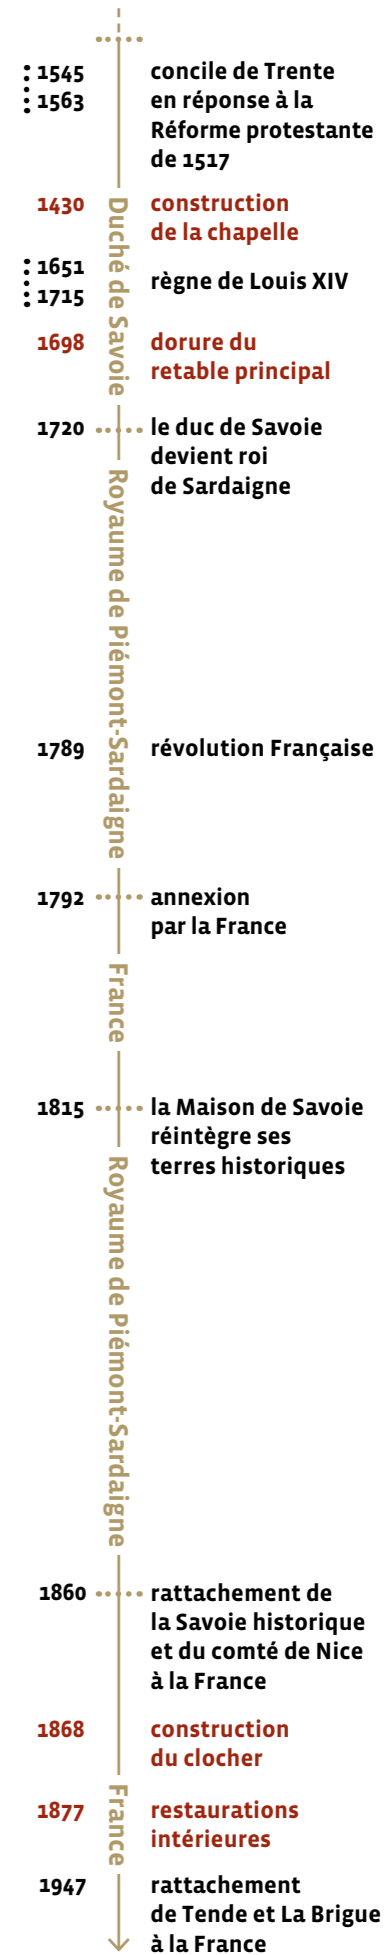 1545 concile de Trente
1563 en réponse à la
Réforme protestante
de 1517
1430 construction
de la chapelle
Duché de Savoie
1651
règne de Louis XIV
1715
1698 dorure du
retable principal
1720 le duc de Savoie
devient roi
de Sardaigne
Royaume de Piémont-Sardaigne
1789 révolution Française
1792 annexion
par la France
France
1815 la Maison de Savoie
réintègre ses
terres historiques
Royaume de Piémont-Sardaigne
1860 rattachement de
la Savoie historique
et du comté de Nice
à la France
1868 construction
du clocher
France
1877 restaurations
intérieures
1947 rattachement
de Tende et La Brigue
à la France